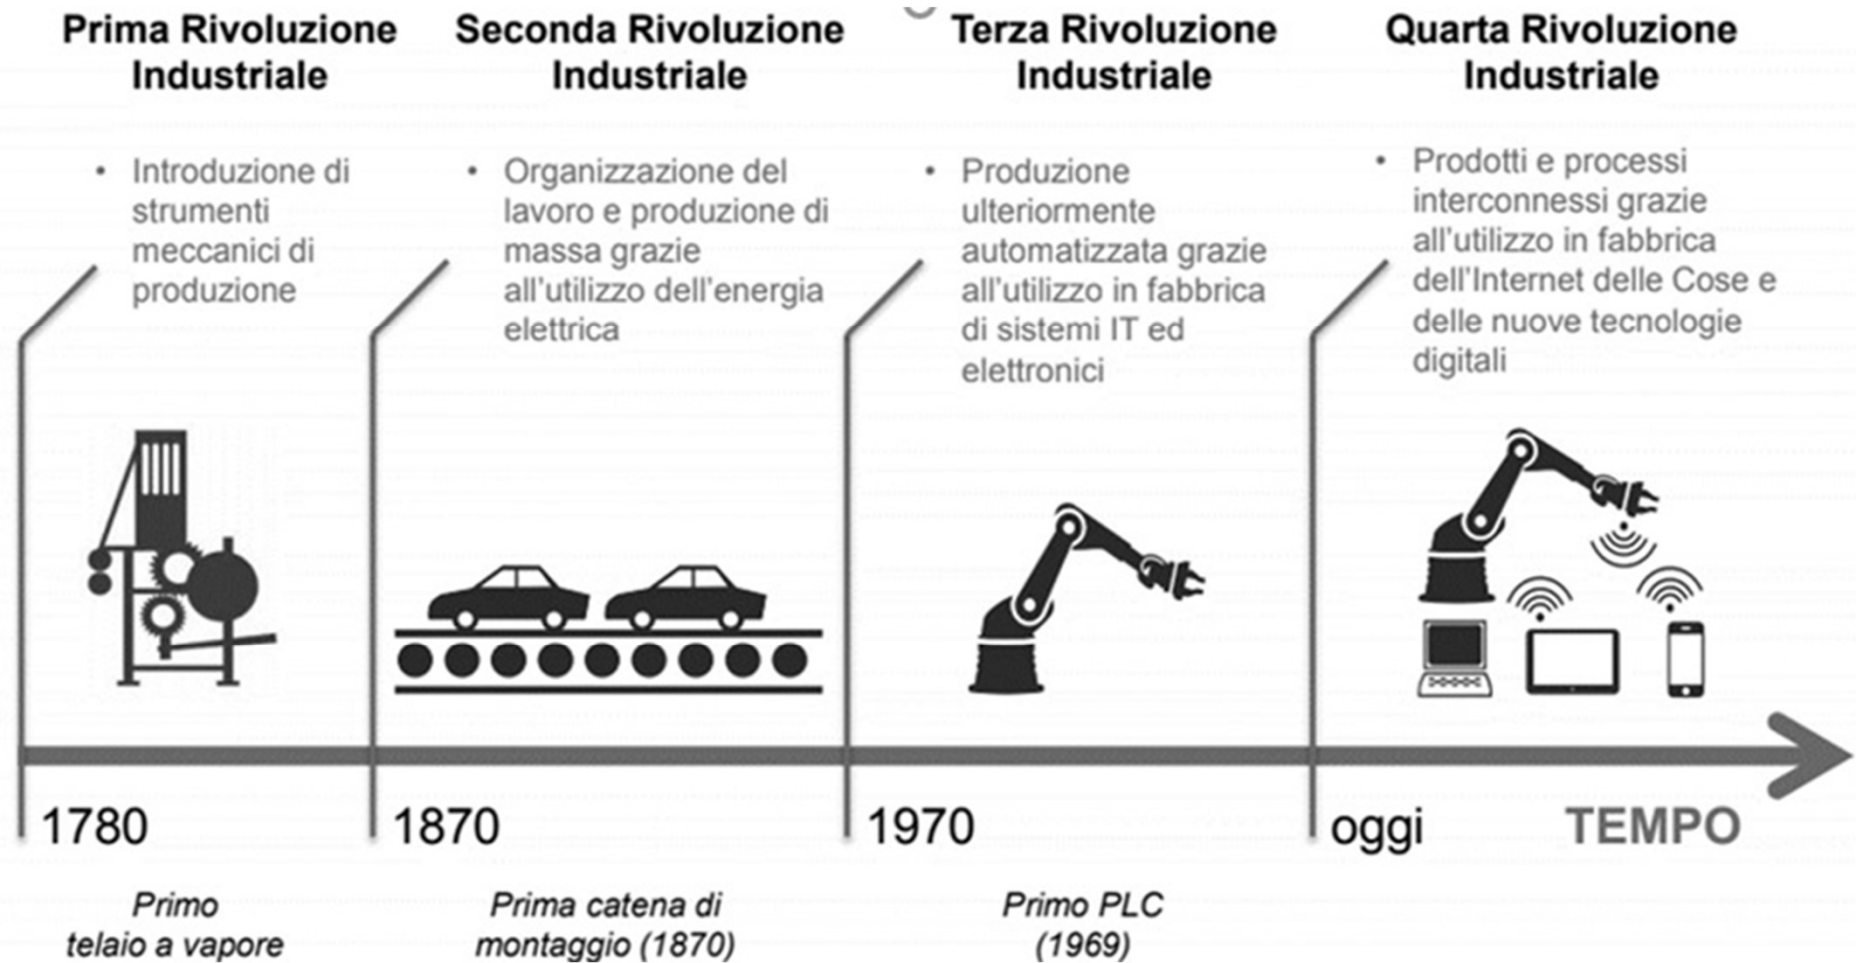 Prima Rivoluzione
Industriale
Seconda Rivoluzione
Industriale
Terza Rivoluzione
Industriale
Quarta Rivoluzione
Industriale
• Introduzione di
strumenti
meccanici di
produzione
• Organizzazione del
lavoro e produzione di
massa grazie
all'utilizzo dell'energia
elettrica
• Produzione
ulteriormente
automatizzata grazie
all'utilizzo in fabbrica
di sistemi IT ed
elettronici
• Prodotti e processi
interconnessi grazie
all'utilizzo in fabbrica
dell'Internet delle Cose e
delle nuove tecnologie
digitali
1780
1870
1970
oggi
TEMPO
Primo
telaio a vapore
Prima catena di
montaggio (1870)
Primo PLC
(1969)